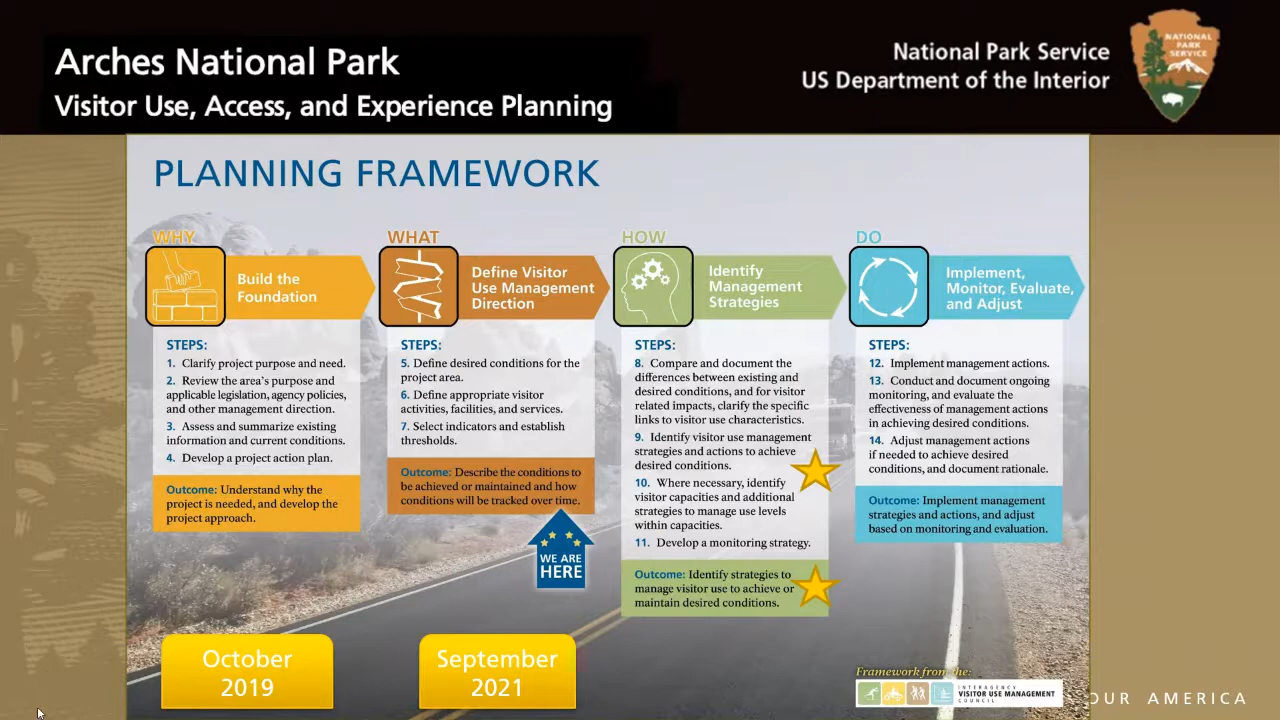 Arches National Park
Visitor Use, Access, and Experience Planning
National Park Service
US Department of the Interior
NATIONAL
PARK
SERVICE
PLANNING FRAMEWORK
WHY
Build the
Foundation
STEPS:
1. Clarify project purpose and need.
2. Review the area's purpose and
applicable legislation, agency policies,
and other management direction.
3. Assess and summarize existing
information and current conditions.
4. Develop a project action plan.
Outcome: Understand why the
project is needed, and develop the
project approach.
October
2019
WHAT
Define Visitor
Use Management
Direction
STEPS:
5. Define desired conditions for the
project area.
6. Define appropriate visitor
activities, facilities, and services.
7. Select indicators and establish
thresholds.
Outcome: Describe the conditions to
be achieved or maintained and how
conditions will be tracked over time.
WE ARE
HERE
September
2021
HOW
Identify
Management
Strategies
STEPS:
8. Compare and document the
differences between existing and
desired conditions, and for visitor
related impacts, clarify the specific
links to visitor use characteristics.
9. Identify visitor use management
strategies and actions to achieve
desired conditions.
10. Where necessary, identify
visitor capacities and additional
strategies to manage use levels
within capacities.
11. Develop a monitoring strategy.
Outcome: Identify strategies to
manage visitor use to achieve or
maintain desired conditions.
DO
Implement,
Monitor, Evaluate,
and Adjust
STEPS:
12. Implement management actions.
13. Conduct and document ongoing
monitoring, and evaluate the
effectiveness of management actions
in achieving desired conditions.
14. Adjust management actions
if needed to achieve desired
conditions, and document rationale.
Outcome: Implement management
strategies and actions, and adjust
based on monitoring and evaluation.
Framework from the:
INTERAGENCY
VISITOR USE MANAGEMENT
COUNCIL
OUR AMERICA